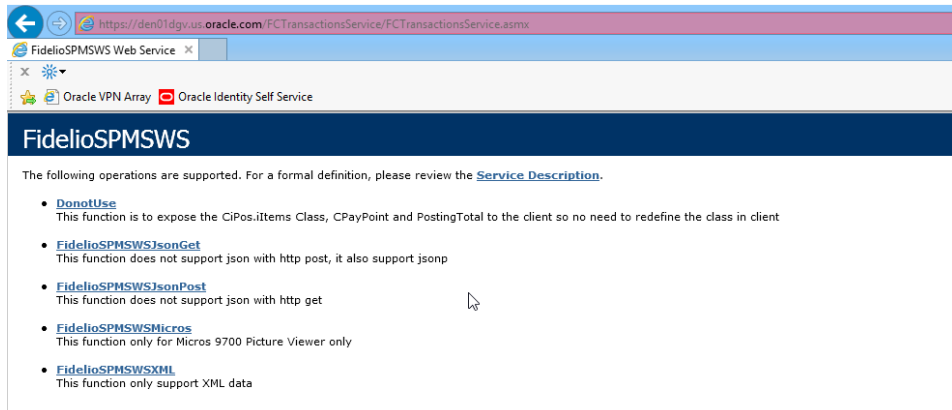 https://den01dgv.us.oracle.com/FCTransactionsService/FCTransactionsService.asmx
FidelioSPMSWS Web Service
Oracle VPN Array Oracle Identity Self Service
FidelioSPMSWS
The following operations are supported. For a formal definition, please review the Service Description.
DonotUse
This function is to expose the CiPos.iItems Class, CPayPoint and PostingTotal to the client so no need to redefine the class in client
FidelioSPMSWSJsonGet
This function does not support json with http post, it also support jsonp
FidelioSPMSWSJsonPost
This function does not support json with http get
FidelioSPMSWSMicros
This function only for Micros 9700 Picture Viewer only
FidelioSPMSWSXML
This function only support XML data